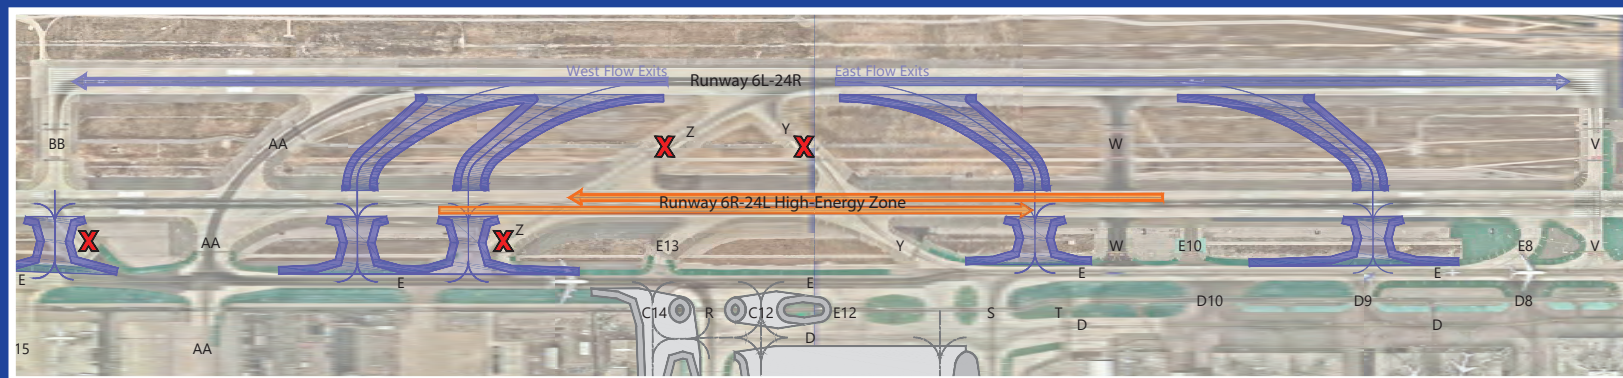 West Flow Exits
East Flow Exits
Runway 6L-24R
Z
Y
BB
AA
W
V
Runway 6R-24L High-Energy Zone
Z
AA
E13
Y
W
E10
E8
V
E
E
E
E
E
D10
D9
D8
C14
R
C12
E12
S
T
D
D
D
15
AA